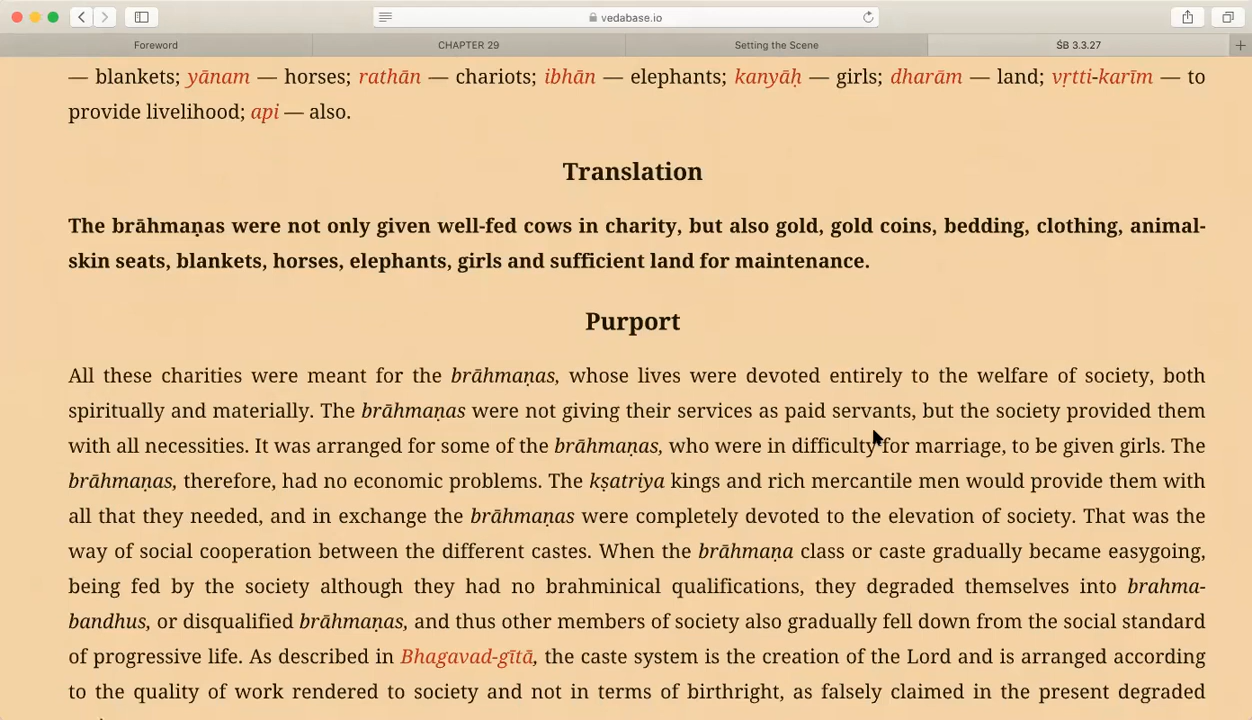 vedabase.io
Foreword
CHAPTER 29
Setting the Scene
ŚB 3.3.27
— blankets; yānam — horses; rathān — chariots; ibhān — elephants; kanyāḥ — girls; dharām — land; vṛtti-karīm — to
provide livelihood; api — also.
Translation
The brāhmaṇas were not only given well-fed cows in charity, but also gold, gold coins, bedding, clothing, animal-
skin seats, blankets, horses, elephants, girls and sufficient land for maintenance.
Purport
All these charities were meant for the brāhmaṇas, whose lives were devoted entirely to the welfare of society, both
spiritually and materially. The brāhmaṇas were not giving their services as paid servants, but the society provided them
with all necessities. It was arranged for some of the brāhmaṇas, who were in difficulty for marriage, to be given girls. The
brāhmaṇas, therefore, had no economic problems. The kṣatriya kings and rich mercantile men would provide them with
all that they needed, and in exchange the brāhmaṇas were completely devoted to the elevation of society. That was the
way of social cooperation between the different castes. When the brāhmaṇa class or caste gradually became easygoing,
being fed by the society although they had no brahminical qualifications, they degraded themselves into brahma-
bandhus, or disqualified brāhmaṇas, and thus other members of society also gradually fell down from the social standard
of progressive life. As described in Bhagavad-gītā, the caste system is the creation of the Lord and is arranged according
to the quality of work rendered to society and not in terms of birthright, as falsely claimed in the present degraded